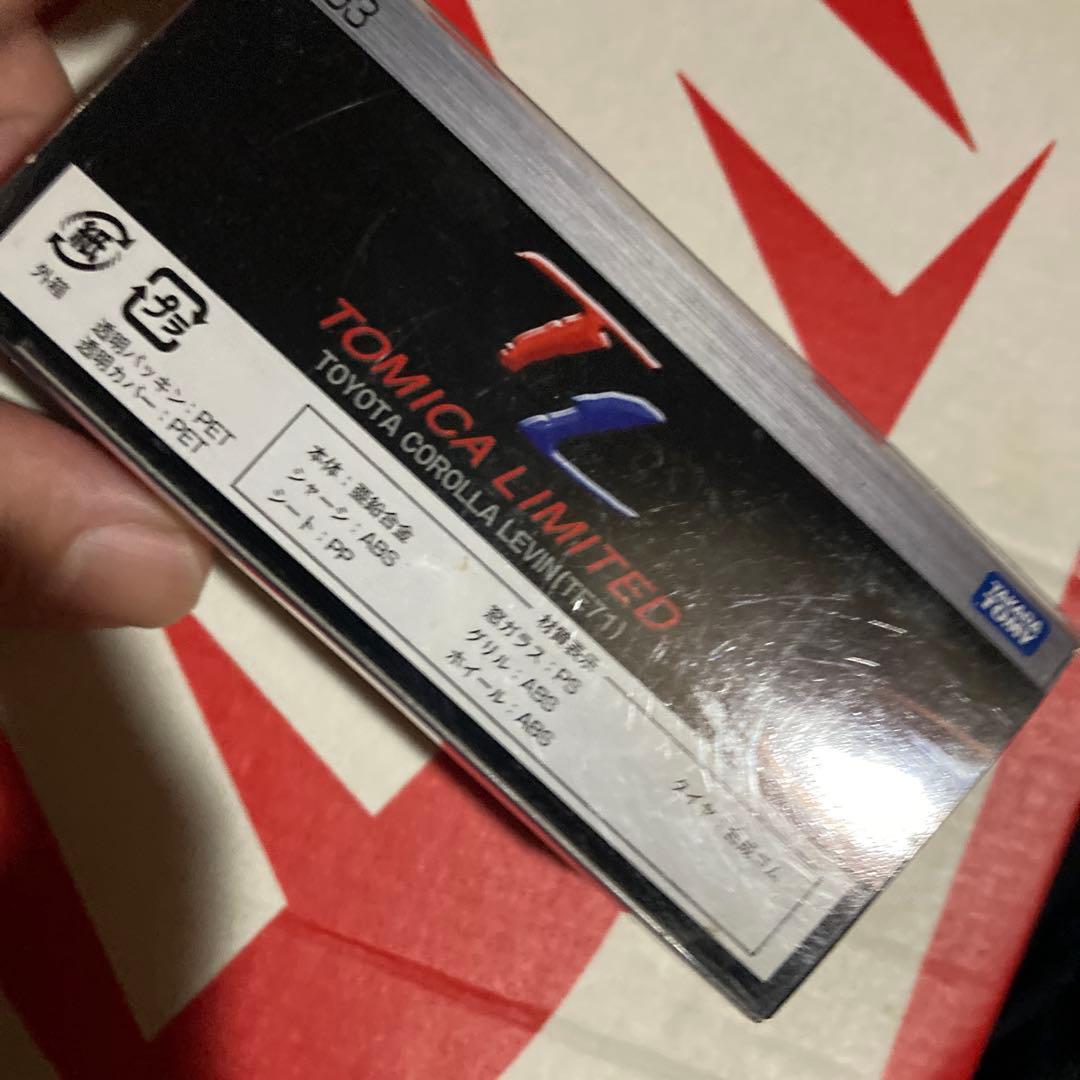 TL
TOMICA LIMITED
TOYOTA COROLLA LEVIN(TE71)
TAKARA
TOMY
紙
外箱
プラ
透明パッキン:PET
透明カバー:PET
材質表示
本体:亜鉛合金
シャーシ:ABS
シート:PP
窓ガラス:PS
グリル:ABS
ホイール:ABS
タイヤ:合成ゴム